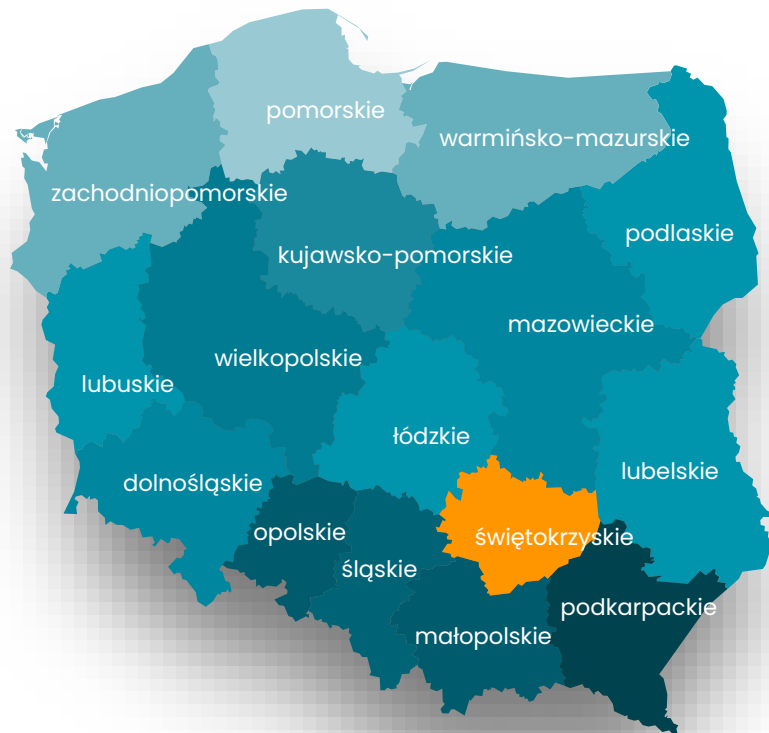 pomorskie
warmińsko-mazurskie
zachodniopomorskie
podlaskie
kujawsko-pomorskie
mazowieckie
wielkopolskie
lubuskie
łódzkie
lubelskie
dolnośląskie
opolskie
świętokrzyskie
śląskie
podkarpackie
małopolskie